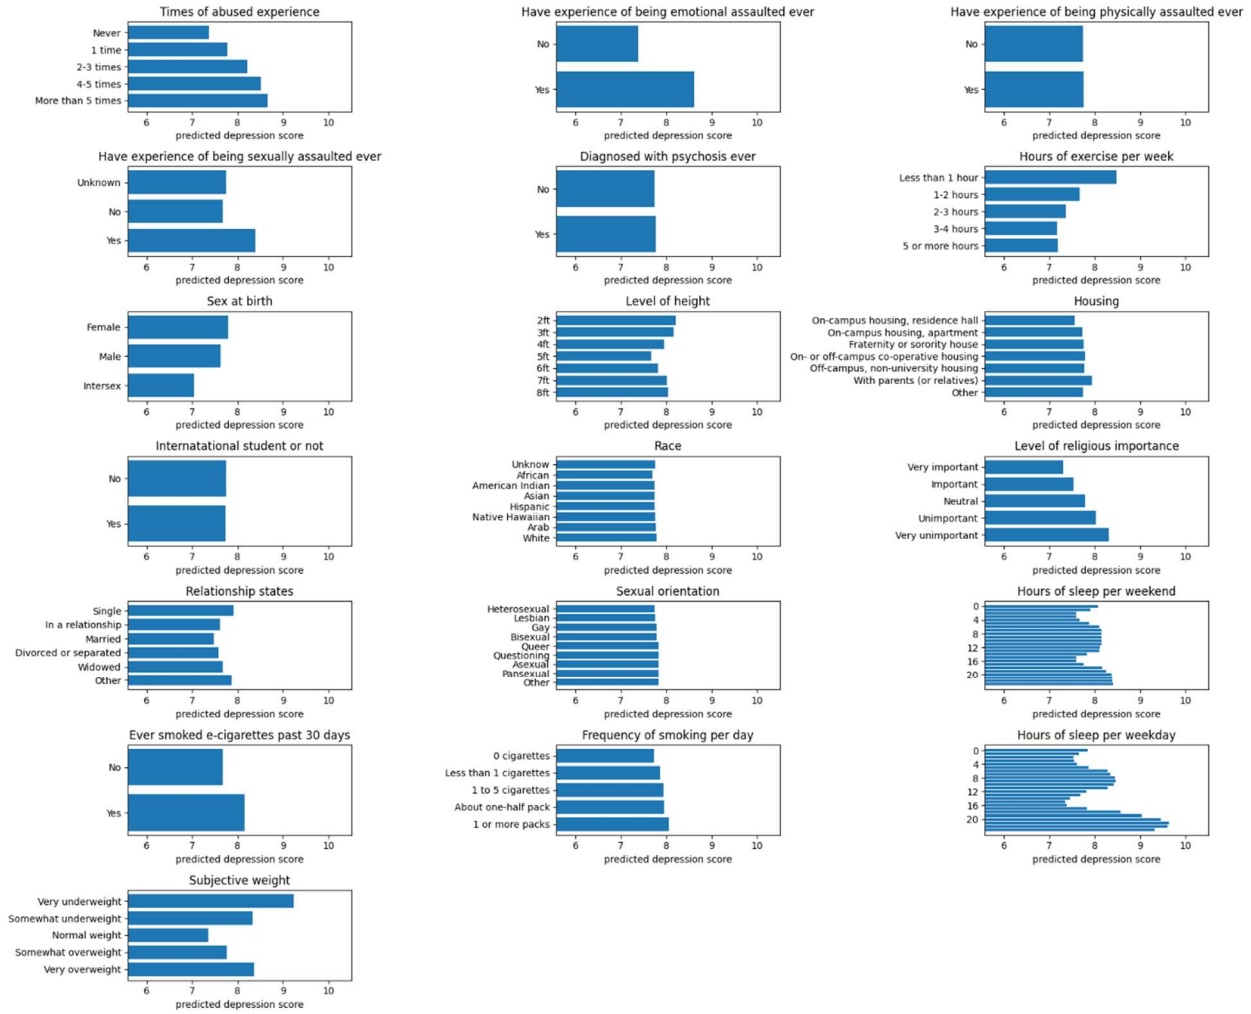 Times of abused experience
Never
1 time
2-3 times
4-5 times
More than 5 times
6 7 8 9 10
predicted depression score
Have experience of being emotional assaulted ever
No
Yes
6 7 8 9 10
predicted depression score
Have experience of being physically assaulted ever
No
Yes
6 7 8 9 10
predicted depression score
Have experience of being sexually assaulted ever
Unknown
No
Yes
6 7 8 9 10
predicted depression score
Diagnosed with psychosis ever
No
Yes
6 7 8 9 10
predicted depression score
Hours of exercise per week
Less than 1 hour
1-2 hours
2-3 hours
3-4 hours
5 or more hours
6 7 8 9 10
predicted depression score
Sex at birth
Female
Male
Intersex
6 7 8 9 10
predicted depression score
Level of height
2ft
3ft
4ft
5ft
6ft
7ft
8ft
6 7 8 9 10
predicted depression score
Housing
On-campus housing, residence hall
On-campus housing, apartment
Fraternity or sorority house
On- or off-campus co-operative housing
Off-campus, non-university housing
With parents (or relatives)
Other
6 7 8 9 10
predicted depression score
Internatational student or not
No
Yes
6 7 8 9 10
predicted depression score
Race
Unknow
African
American Indian
Asian
Hispanic
Native Hawaiian
Arab
White
6 7 8 9 10
predicted depression score
Level of religious importance
Very important
Important
Neutral
Unimportant
Very unimportant
6 7 8 9 10
predicted depression score
Relationship states
Single
In a relationship
Married
Divorced or separated
Widowed
Other
6 7 8 9 10
predicted depression score
Sexual orientation
Heterosexual
Lesbian
Gay
Bisexual
Queer
Questioning
Asexual
Pansexual
Other
6 7 8 9 10
predicted depression score
Hours of sleep per weekend
0
4
8
12
16
20
6 7 8 9 10
predicted depression score
Ever smoked e-cigarettes past 30 days
No
Yes
6 7 8 9 10
predicted depression score
Frequency of smoking per day
0 cigarettes
Less than 1 cigarettes
1 to 5 cigarettes
About one-half pack
1 or more packs
6 7 8 9 10
predicted depression score
Hours of sleep per weekday
0
4
8
12
16
20
6 7 8 9 10
predicted depression score
Subjective weight
Very underweight
Somewhat underweight
Normal weight
Somewhat overweight
Very overweight
6 7 8 9 10
predicted depression score